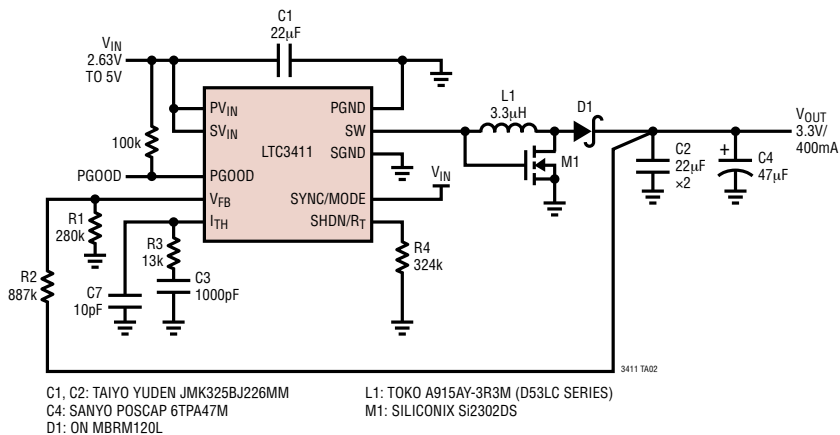 C1
22µF
VIN
2.63V
TO 5V
PVIN
PGND
SVIN
SW
LTC3411
SGND
PGOOD
SYNC/MODE
VFB
ITH
SHDN/RT
100k
PGOOD
L1
3.3µH
D1
M1
VIN
VOUT
3.3V/
400mA
C2
22µF
×2
+
C4
47µF
R1
280k
R2
887k
R3
13k
C3
1000pF
C7
10pF
R4
324k
3411 TA02
C1, C2: TAIYO YUDEN JMK325BJ226MM
C4: SANYO POSCAP 6TPA47M
D1: ON MBRM120L
L1: TOKO A915AY-3R3M (D53LC SERIES)
M1: SILICONIX Si2302DS